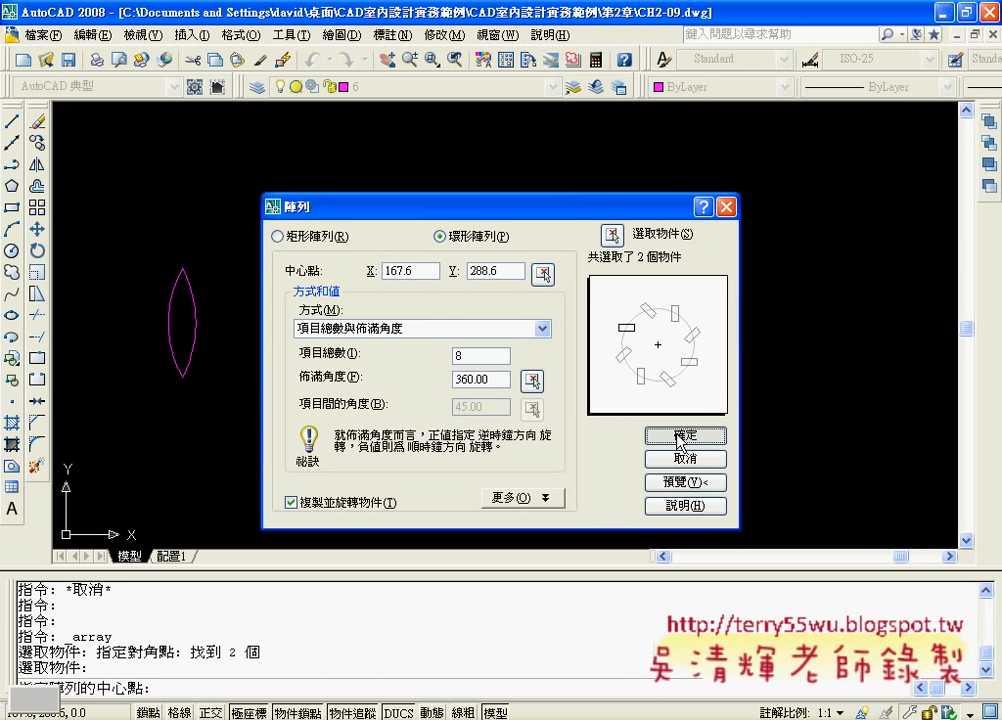 AutoCAD 2008 - [C:\Documents and Settings\david\桌面\CAD室內設計實務範例\CAD室內設計實務範例\第2章\CH2-09.dwg]
檔案(F) 編輯(E) 檢視(V) 插入(I) 格式(O) 工具(T) 繪圖(D) 標註(N) 修改(M) 視窗(W) 說明(H) 鍵入問題以尋求幫助
Standard ISO-25 Standa
AutoCAD 典型 6 ByLayer ByLayer
陣列
矩形陣列(R) 環形陣列(P) 選取物件(S)
共選取了 2 個物件
中心點: X: 167.6 Y: 288.6
方式和值
方式(M):
項目總數與佈滿角度
項目總數(I): 8
佈滿角度(F): 360.00
項目間的角度(B): 45.00
就佈滿角度而言，正值指定 逆時鐘方向 旋
轉，負值則為 順時鐘方向 旋轉。
祕訣
複製並旋轉物件(T) 更多(O)
確定
取消
預覽(V)<
說明(H)
Y
X
模型 配置1
指令: *取消*
指令:
指令:
指令: _array
選取物件: 指定對角點: 找到 2 個
選取物件:
指定陣列的中心點:
http://terry55wu.blogspot.tw
吳清輝老師錄製
167.6, 288.6, 0.0 鎖點 格線 正交 極座標 物件鎖點 物件追蹤 DUCS 動態 線粗 模型 註解比例: 1:1
A